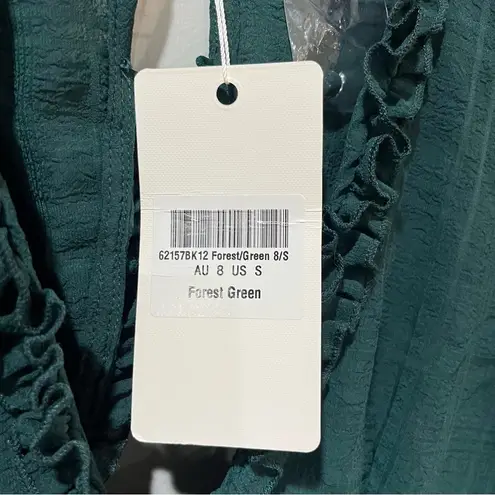 62157BK12 Forest/Green 8/S
AU 8 US S
Forest Green